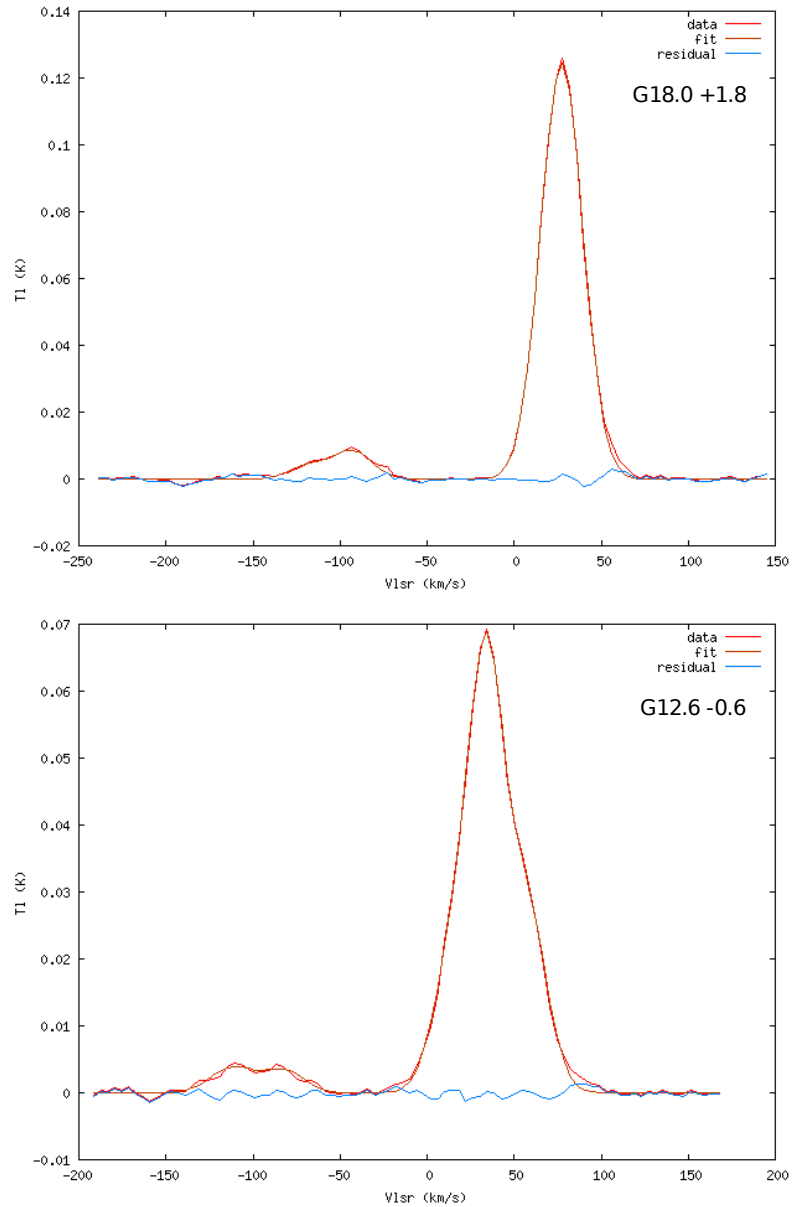 0.14
data
fit
residual
G18.0 +1.8
0.12
0.1
0.08
0.06
0.04
0.02
0
-0.02
Tl (K)
-250 -200 -150 -100 -50 0 50 100 150
Vlsr (km/s)
0.07
data
fit
residual
G12.6 -0.6
0.06
0.05
0.04
0.03
0.02
0.01
0
-0.01
Tl (K)
-200 -150 -100 -50 0 50 100 150 200
Vlsr (km/s)